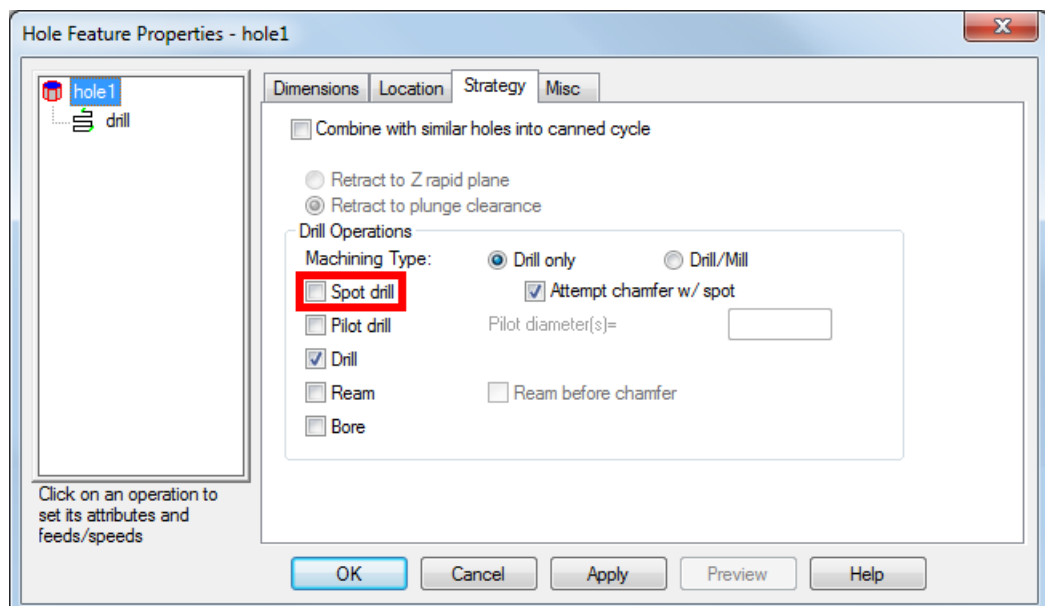 Hole Feature Properties - hole1
hole1
drill
Click on an operation to
set its attributes and
feeds/speeds
Dimensions Location Strategy Misc
Combine with similar holes into canned cycle
Retract to Z rapid plane
Retract to plunge clearance
Drill Operations
Machining Type: Drill only Drill/Mill
Spot drill Attempt chamfer w/ spot
Pilot drill Pilot diameter(s)=
Drill
Ream Ream before chamfer
Bore
OK Cancel Apply Preview Help